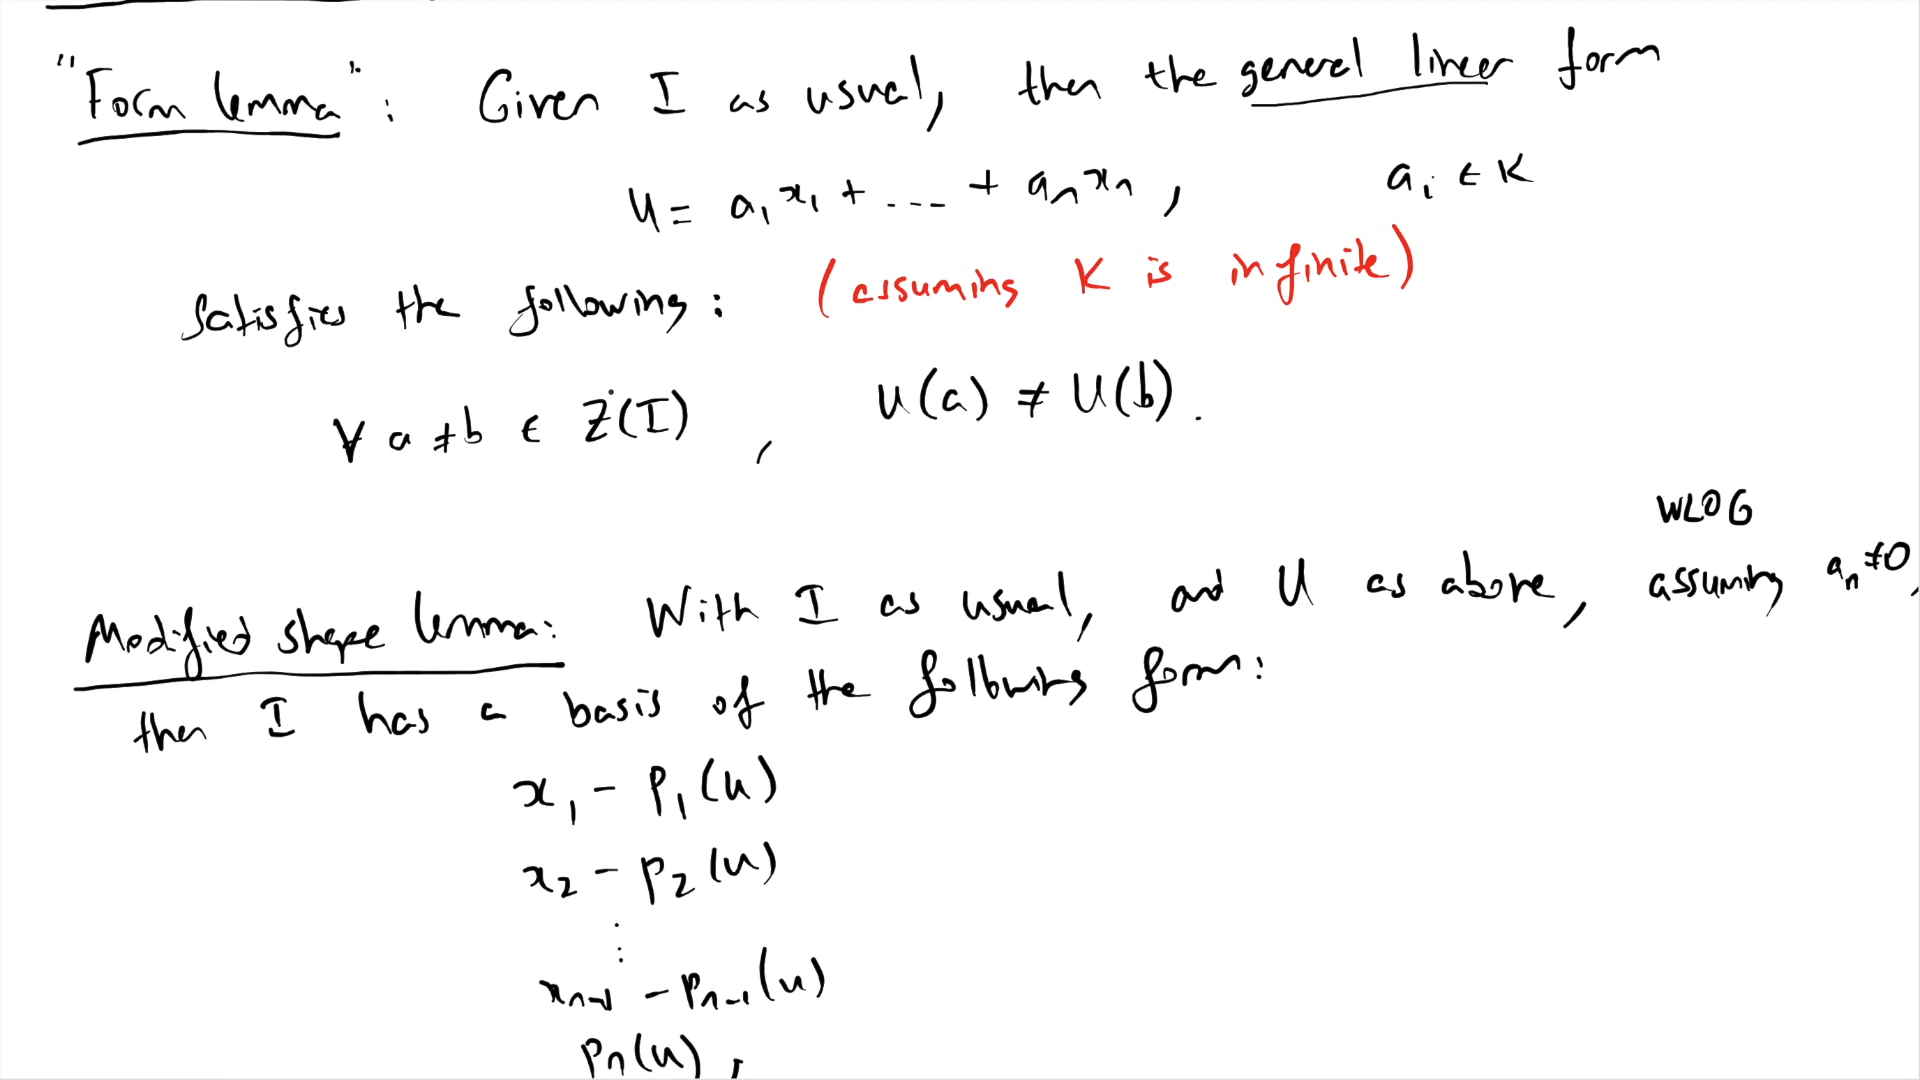 "Form lemma": Given I as usual, then the general linear form
u = a₁x₁ + ... + aₙxₙ, aᵢ ∈ K
satisfies the following: (assuming K is infinite)
∀ a ≠ b ∈ Z(I), u(a) ≠ u(b).
WLOG
Modified shape lemma: With I as usual, and u as above, assuming aₙ ≠ 0,
then I has a basis of the following form:
x₁ - p₁(u)
x₂ - p₂(u)
⋮
xₙ₋₁ - pₙ₋₁(u)
pₙ(u),